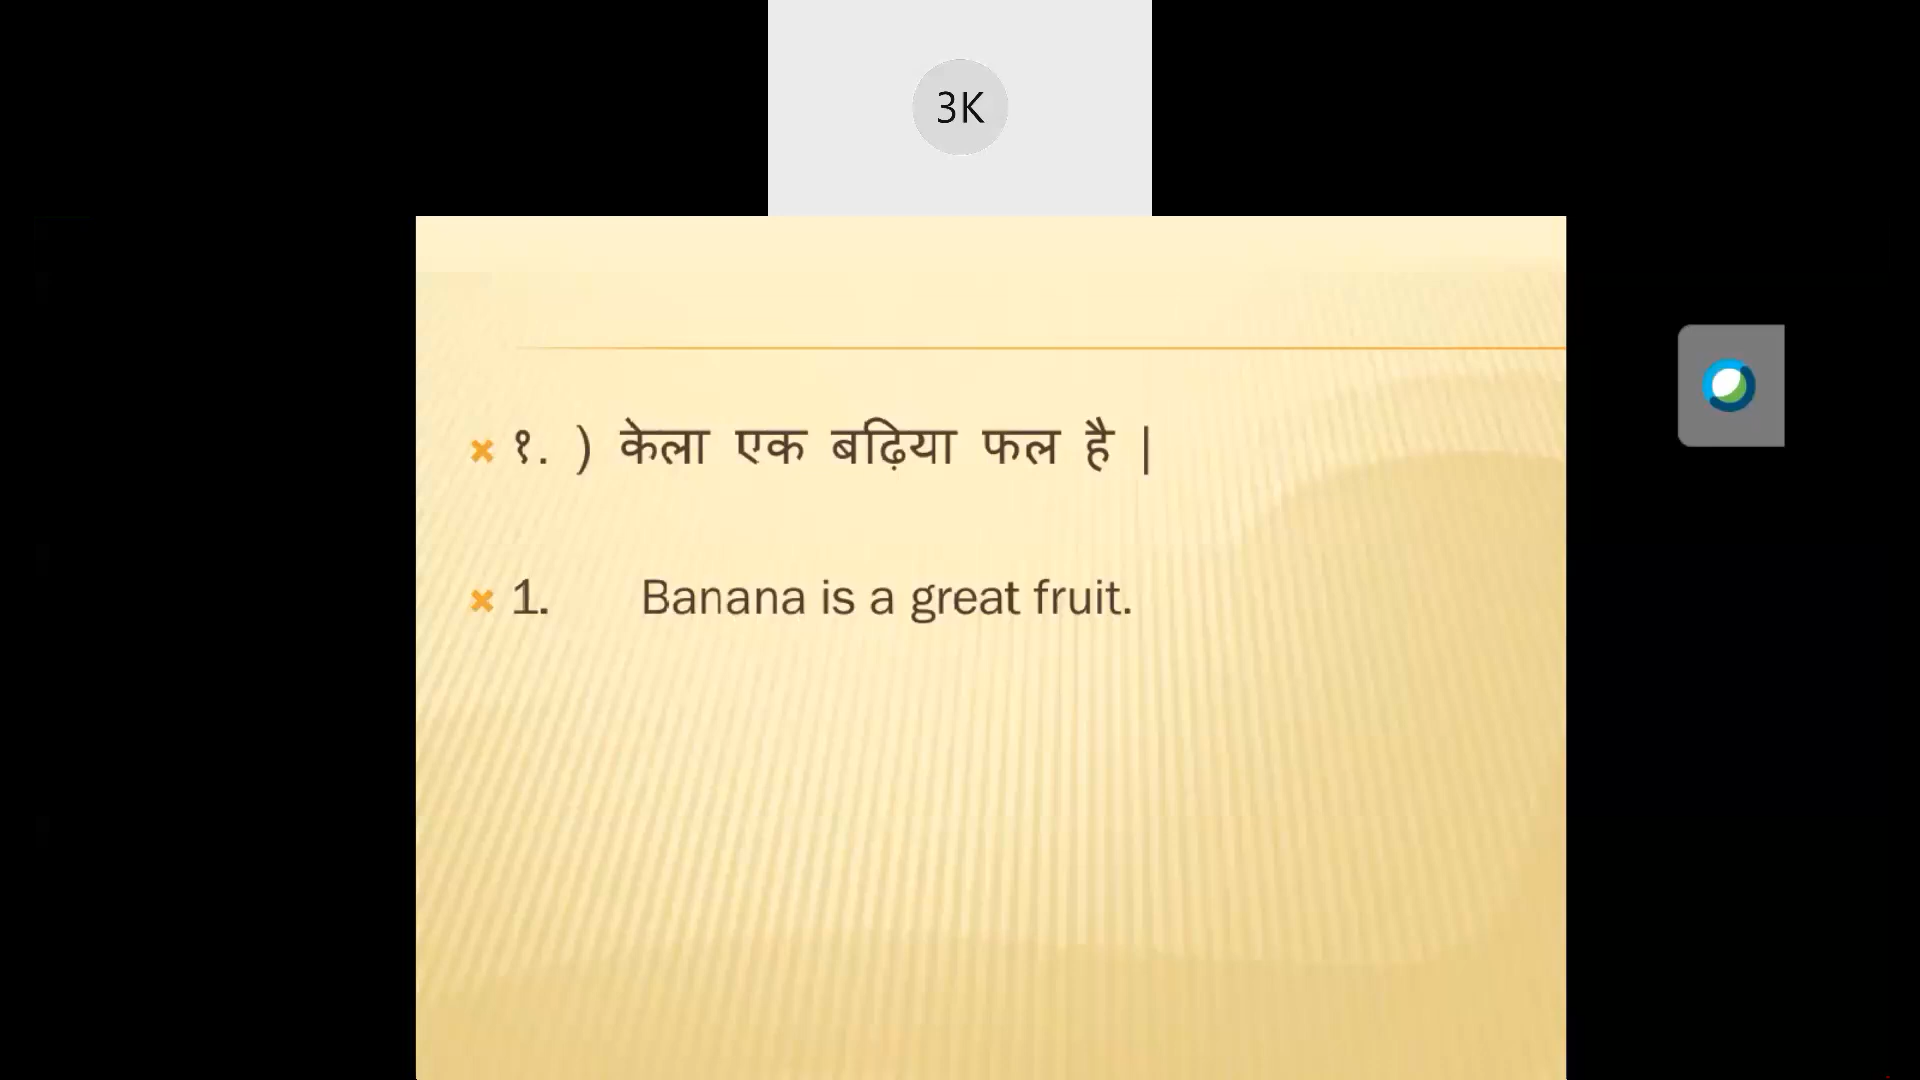 3K
१. ) केला एक बढ़िया फल है |
1. Banana is a great fruit.